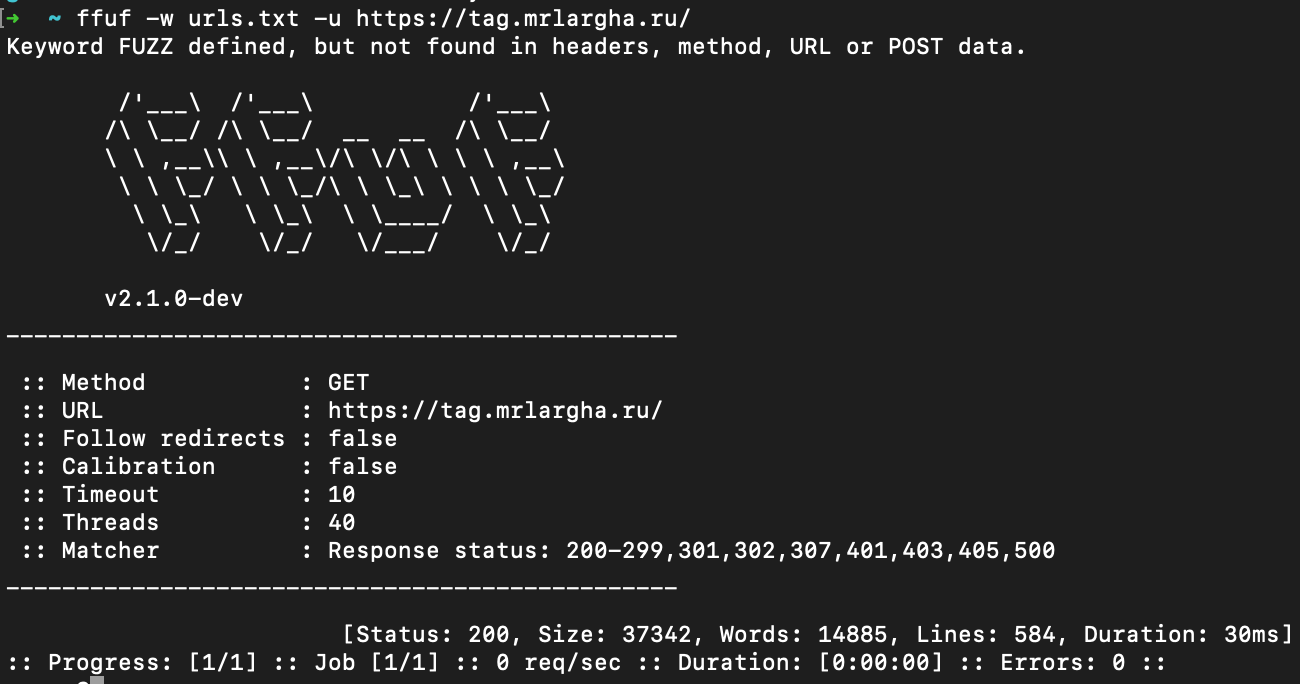 ➜  ~ ffuf -w urls.txt -u https://tag.mrlargha.ru/
Keyword FUZZ defined, but not found in headers, method, URL or POST data.
        /'___\  /'___\           /'___\
       /\ \__/ /\ \__/  __  __  /\ \__/
       \ \ ,__\\ \ ,__\/\ \/\ \ \ \ ,__\
        \ \ \_/ \ \ \_/\ \ \_\ \ \ \ \_/
         \ \_\   \ \_\  \ \____/  \ \_\
          \/_/    \/_/   \/___/    \/_/
       v2.1.0-dev
________________________________________________
 :: Method           : GET
 :: URL              : https://tag.mrlargha.ru/
 :: Follow redirects : false
 :: Calibration      : false
 :: Timeout          : 10
 :: Threads          : 40
 :: Matcher          : Response status: 200-299,301,302,307,401,403,405,500
________________________________________________
                        [Status: 200, Size: 37342, Words: 14885, Lines: 584, Duration: 30ms]
:: Progress: [1/1] :: Job [1/1] :: 0 req/sec :: Duration: [0:00:00] :: Errors: 0 ::